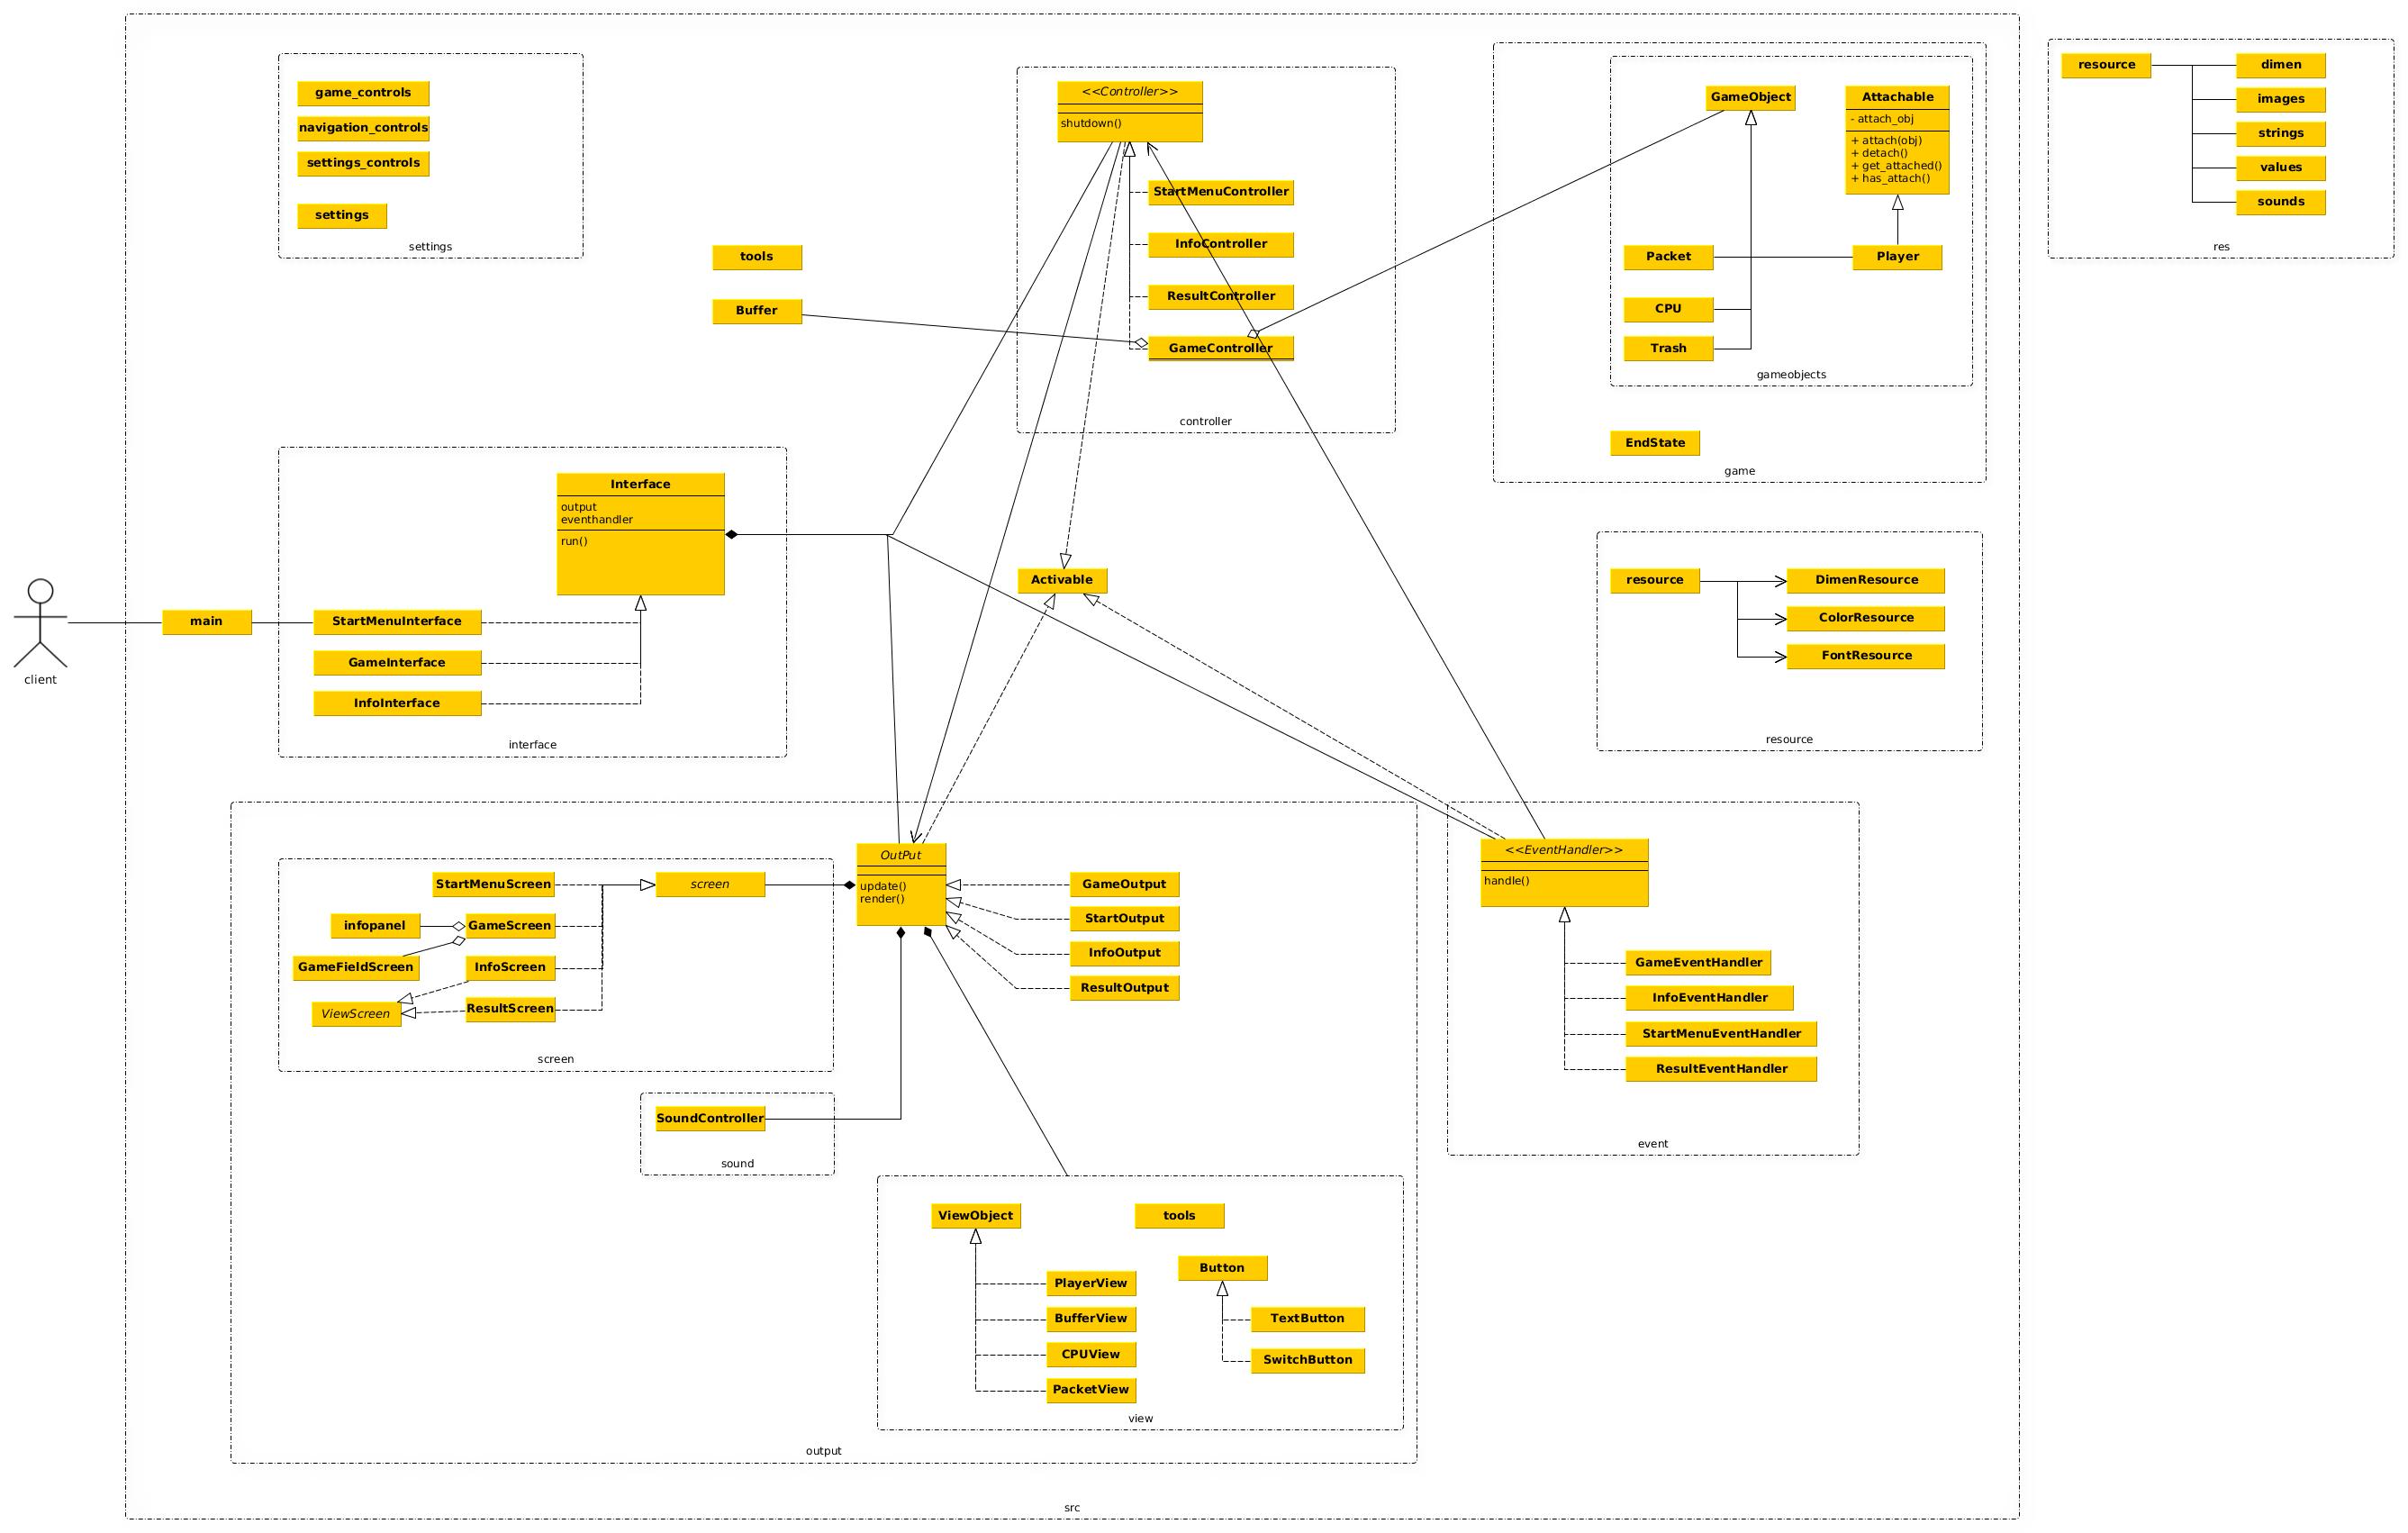 game_controls
navigation_controls
settings_controls
settings
settings
tools
Buffer
<<Controller>>
shutdown()
StartMenuController
InfoController
ResultController
GameController
controller
GameObject
Attachable
- attach_obj
+ attach(obj)
+ detach()
+ get_attached()
+ has_attach()
Packet
Player
CPU
Trash
gameobjects
EndState
game
resource
dimen
images
strings
values
sounds
res
client
main
Interface
output
eventhandler
run()
StartMenuInterface
GameInterface
InfoInterface
interface
Activable
resource
DimenResource
ColorResource
FontResource
resource
StartMenuScreen
screen
infopanel
GameScreen
GameFieldScreen
InfoScreen
ViewScreen
ResultScreen
screen
OutPut
update()
render()
GameOutput
StartOutput
InfoOutput
ResultOutput
SoundController
sound
<<EventHandler>>
handle()
GameEventHandler
InfoEventHandler
StartMenuEventHandler
ResultEventHandler
event
ViewObject
tools
Button
PlayerView
BufferView
CPUView
PacketView
TextButton
SwitchButton
view
output
src